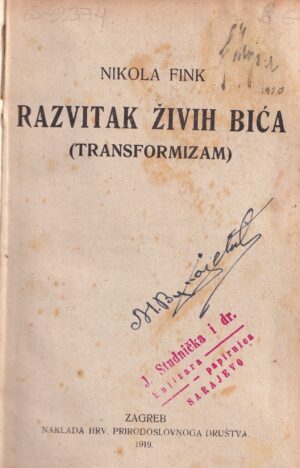 NIKOLA FINK
RAZVITAK ŽIVIH BIĆA
(TRANSFORMIZAM)
J. Studnička i dr.
knjižara — papirnica
SARAJEVO
ZAGREB
NAKLADA HRV. PRIRODOSLOVNOGA DRUŠTVA.
1919.